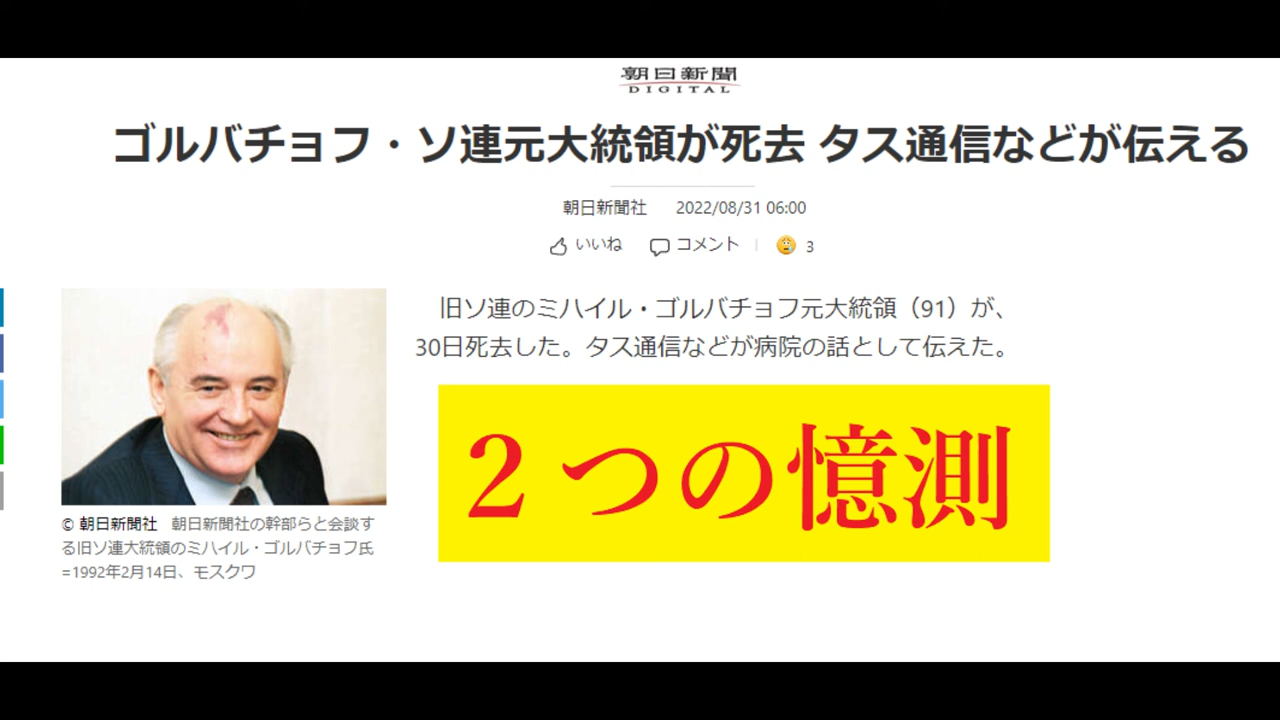 朝日新聞
DIGITAL
ゴルバチョフ・ソ連元大統領が死去 タス通信などが伝える
朝日新聞社 2022/08/31 06:00
いいね コメント 3
旧ソ連のミハイル・ゴルバチョフ元大統領（91）が、
30日死去した。タス通信などが病院の話として伝えた。
２つの憶測
© 朝日新聞社 朝日新聞社の幹部らと会談す
る旧ソ連大統領のミハイル・ゴルバチョフ氏
=1992年2月14日、モスクワ